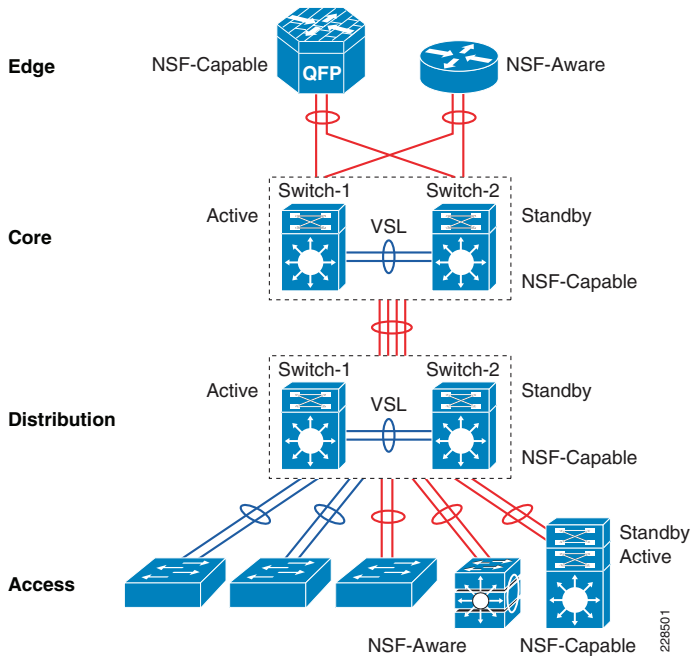 Edge
NSF-Capable
QFP
NSF-Aware
Core
Switch-1
Switch-2
Active
VSL
Standby
NSF-Capable
Distribution
Switch-1
Switch-2
Active
VSL
Standby
NSF-Capable
Access
Standby
Active
NSF-Aware
NSF-Capable
228501